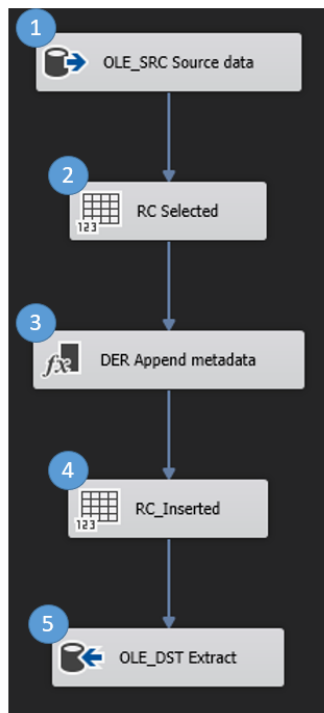 1
OLE_SRC Source data
2
123
RC Selected
3
fx
DER Append metadata
4
123
RC_Inserted
5
OLE_DST Extract